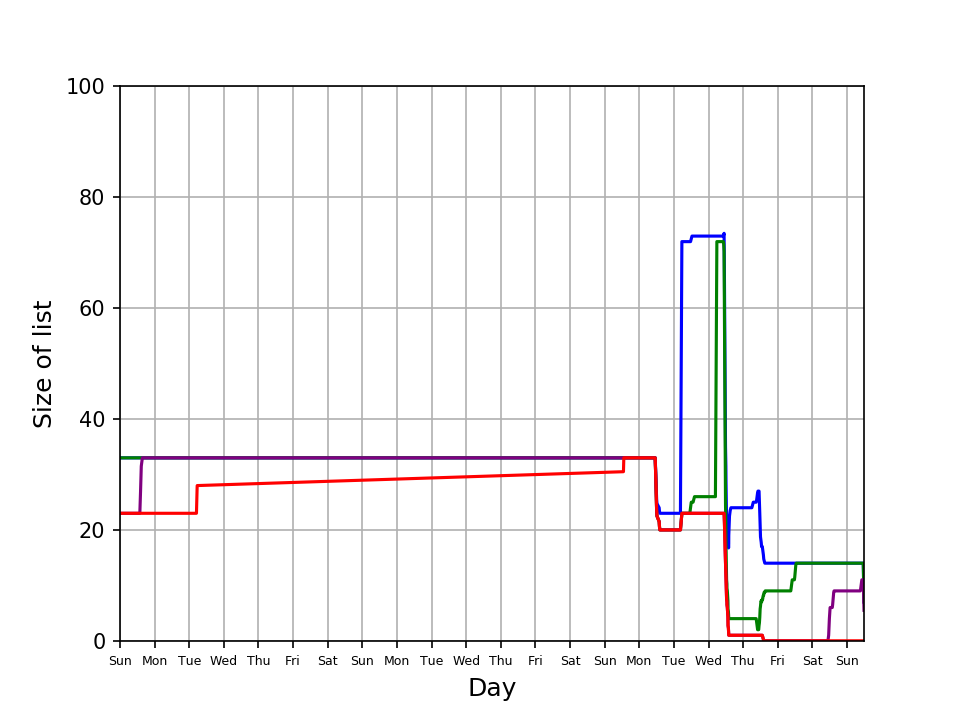 100
80
60
40
20
0
Size of list
Sun Mon Tue Wed Thu Fri Sat Sun Mon Tue Wed Thu Fri Sat Sun Mon Tue Wed Thu Fri Sat Sun
Day